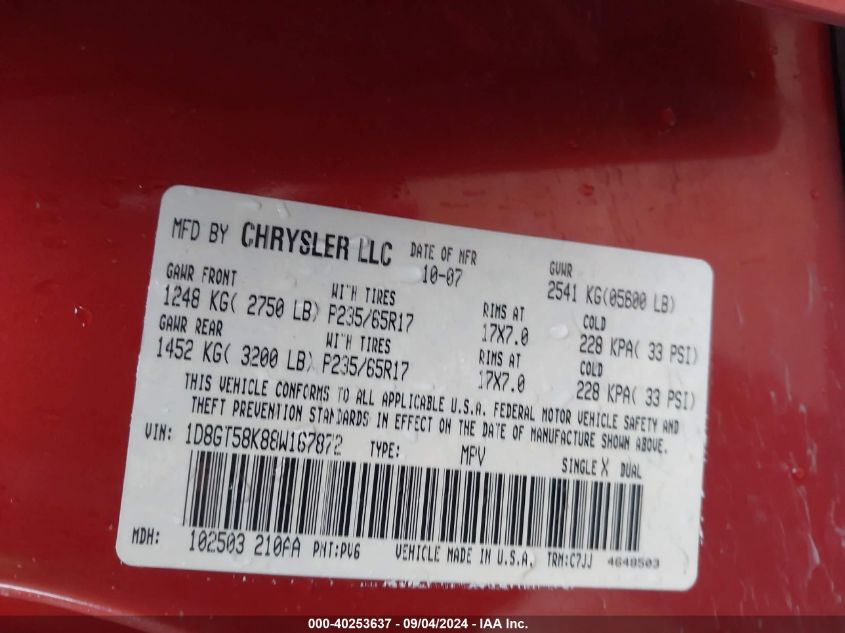 MFD BY CHRYSLER LLC DATE OF MFR GVWR
10-07 2541 KG(05600 LB)
GAWR FRONT WITH TIRES RIMS AT COLD
1248 KG( 2750 LB) P235/65R17 17X7.0 228 KPA( 33 PSI)
GAWR REAR WITH TIRES RIMS AT COLD
1452 KG( 3200 LB) P235/65R17 17X7.0 228 KPA( 33 PSI)
THIS VEHICLE CONFORMS TO ALL APPLICABLE U.S.A. FEDERAL MOTOR VEHICLE SAFETY AND
THEFT PREVENTION STANDARDS IN EFFECT ON THE DATE OF MANUFACTURE SHOWN ABOVE.
VIN: 1D8GT58K88W167872 TYPE: MPV SINGLE X DUAL
MDH: 102503 210AA PNT:PV6 VEHICLE MADE IN U.S.A. TRM:C7JJ 4648503
000-40253637 - 09/04/2024 - IAA Inc.